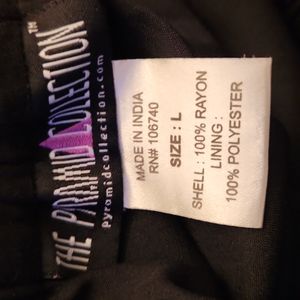 THE PYRAMID COLLECTION™
pyramidcollection.com
MADE IN INDIA
RN# 106740
SIZE : L
SHELL : 100% RAYON
LINING :
100% POLYESTER